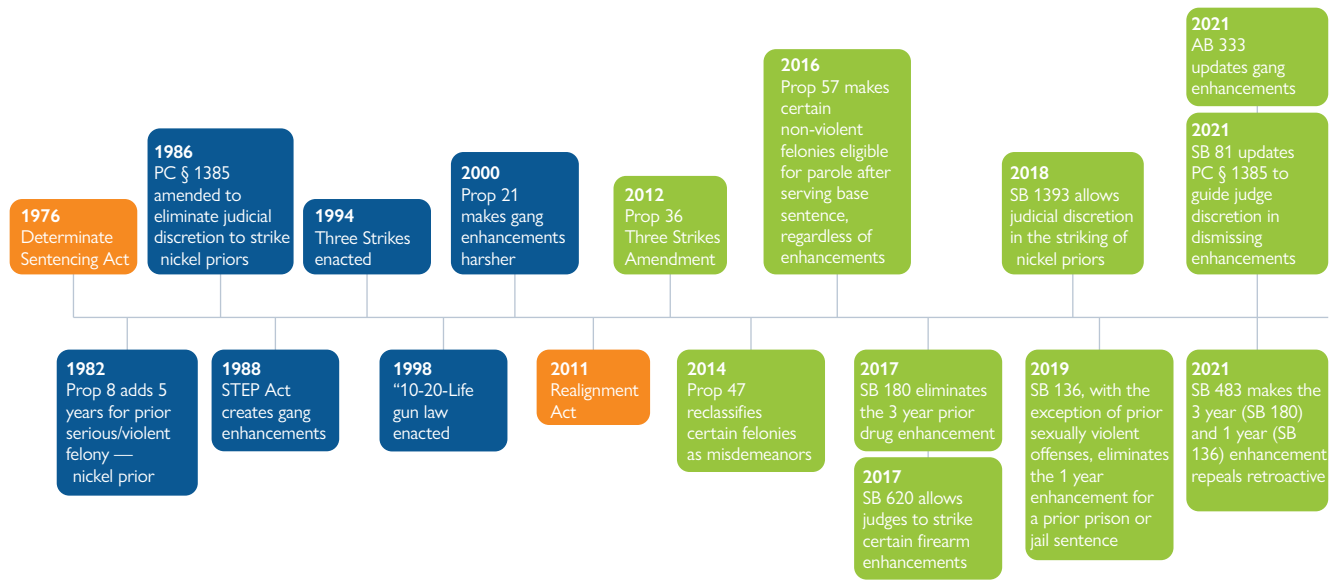 1976
Determinate
Sentencing Act
1982
Prop 8 adds 5
years for prior
serious/violent
felony —
nickel prior
1986
PC § 1385
amended to
eliminate judicial
discretion to strike
nickel priors
1988
STEP Act
creates gang
enhancements
1994
Three Strikes
enacted
1998
“10-20-Life
gun law
enacted
2000
Prop 21
makes gang
enhancements
harsher
2011
Realignment
Act
2012
Prop 36
Three Strikes
Amendment
2014
Prop 47
reclassifies
certain felonies
as misdemeanors
2016
Prop 57 makes
certain
non-violent
felonies eligible
for parole after
serving base
sentence,
regardless of
enhancements
2017
SB 180 eliminates
the 3 year prior
drug enhancement
2017
SB 620 allows
judges to strike
certain firearm
enhancements
2018
SB 1393 allows
judicial discretion
in the striking of
nickel priors
2019
SB 136, with the
exception of prior
sexually violent
offenses, eliminates
the 1 year
enhancement for
a prior prison or
jail sentence
2021
AB 333
updates gang
enhancements
2021
SB 81 updates
PC § 1385 to
guide judge
discretion in
dismissing
enhancements
2021
SB 483 makes the
3 year (SB 180)
and 1 year (SB
136) enhancement
repeals retroactive